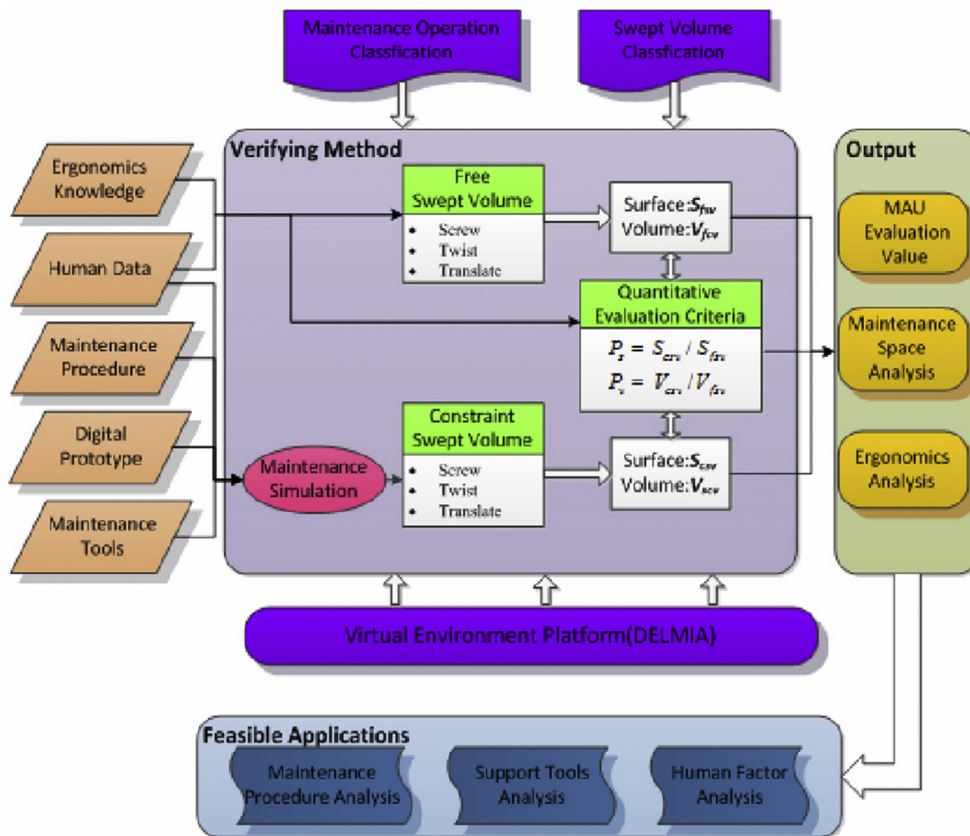 Maintenance Operation
Classfication
Swept Volume
Classfication
Ergonomics
Knowledge
Human Data
Maintenance
Procedure
Digital
Prototype
Maintenance
Tools
Verifying Method
Free
Swept Volume
• Screw
• Twist
• Translate
Surface:Sfsv
Volume:Vfcv
Quantitative
Evaluation Criteria
Ps = Scsv / Sfsv
Pv = Vcsv / Vfsv
Maintenance
Simulation
Constraint
Swept Volume
• Screw
• Twist
• Translate
Surface:Scsv
Volume:Vscv
Output
MAU
Evaluation
Value
Maintenance
Space
Analysis
Ergonomics
Analysis
Virtual Environment Platform(DELMIA)
Feasible Applications
Maintenance
Procedure Analysis
Support Tools
Analysis
Human Factor
Analysis